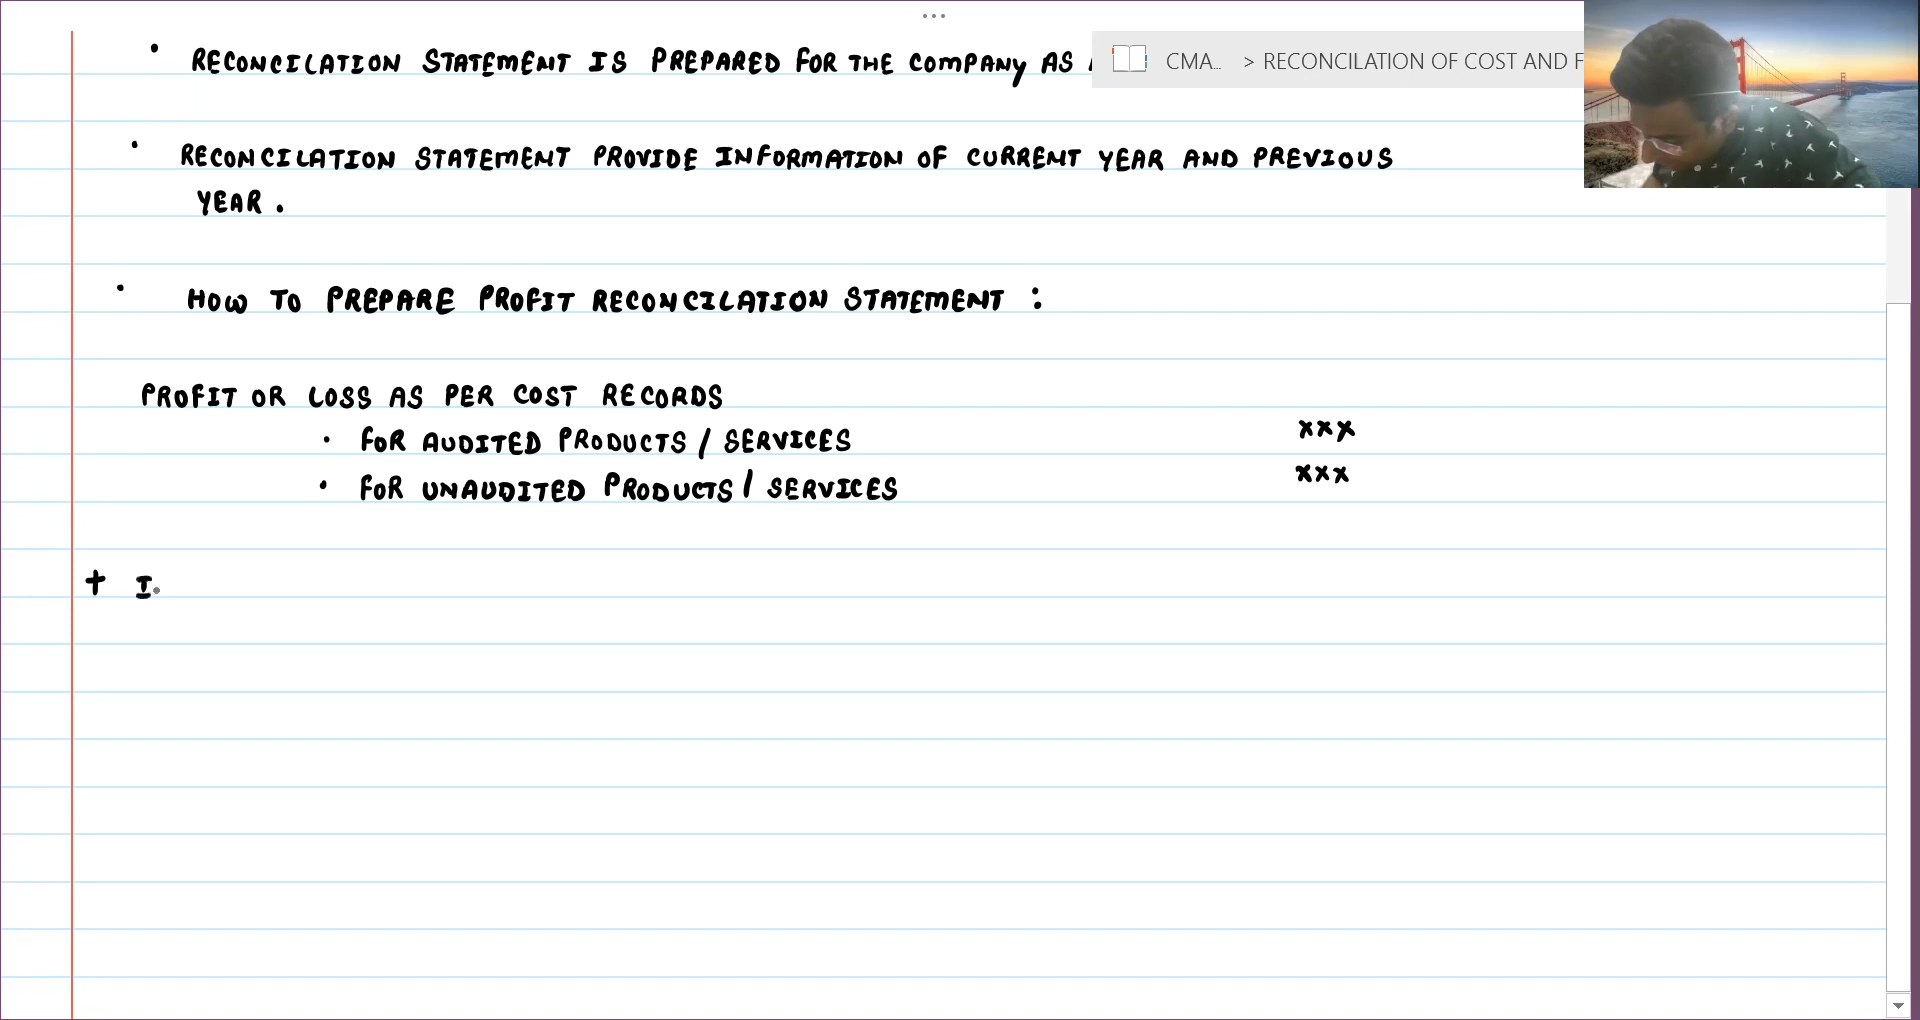 RECONCILATION STATEMENT IS PREPARED FOR THE COMPANY AS
CMA... > RECONCILATION OF COST AND F
RECONCILATION STATEMENT PROVIDE INFORMATION OF CURRENT YEAR AND PREVIOUS
YEAR.
HOW TO PREPARE PROFIT RECONCILATION STATEMENT :
PROFIT OR LOSS AS PER COST RECORDS
• FOR AUDITED PRODUCTS / SERVICES xxx
• FOR UNAUDITED PRODUCTS / SERVICES xxx
+ I